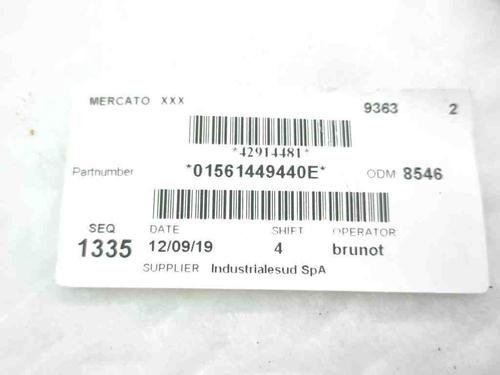 MERCATO XXX 9363 2
*42914481*
Partnumber *01561449440E* ODM 8546
SEQ DATE SHIFT OPERATOR
1335 12/09/19 4 brunot
SUPPLIER Industrialesud SpA